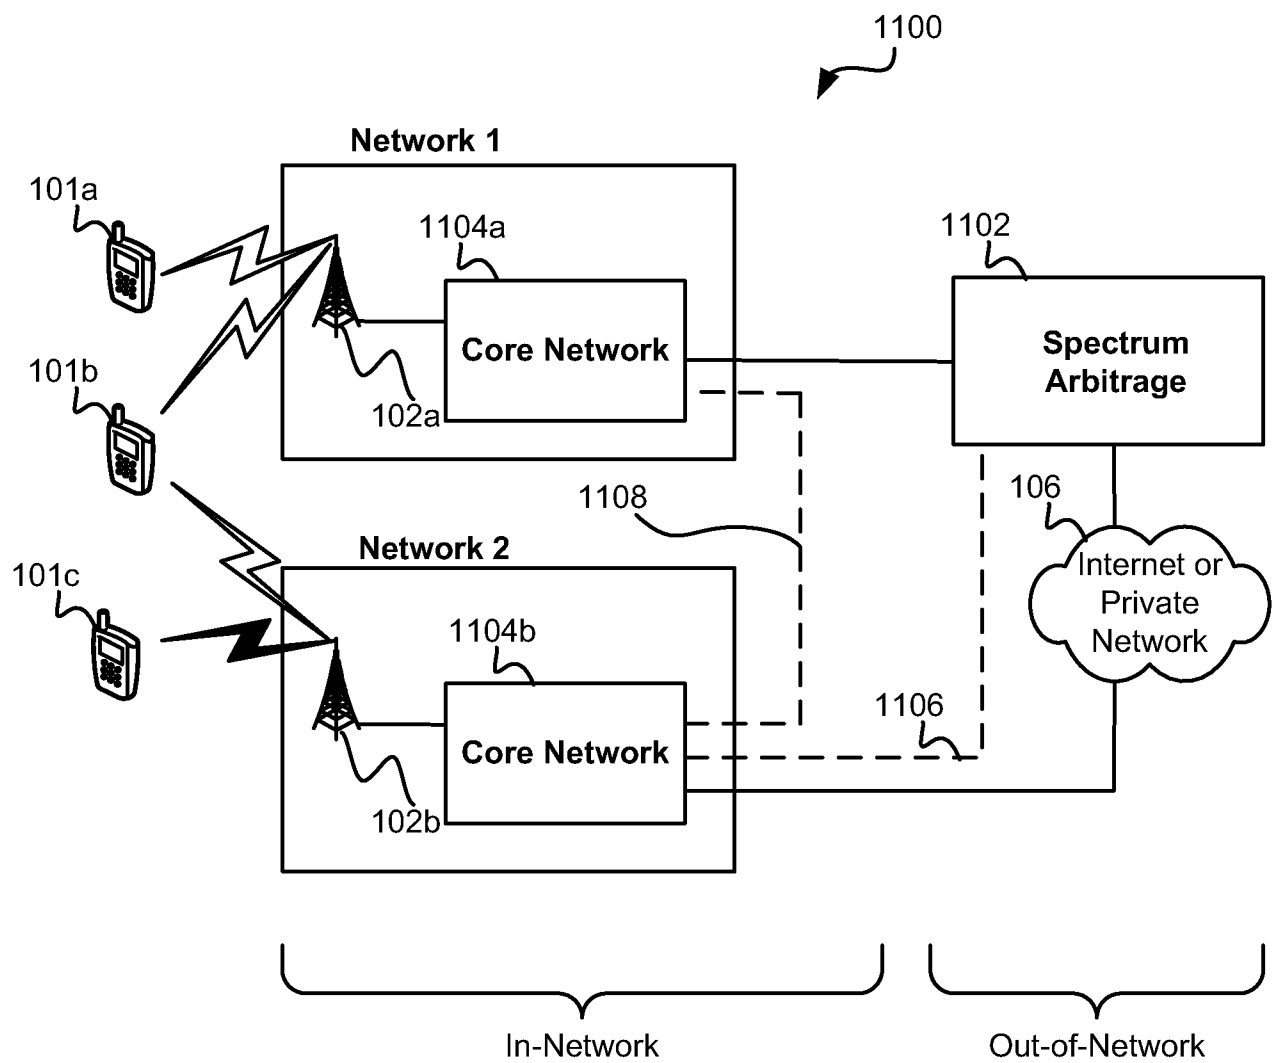 1100
Network 1
101a
1104a
1102
Core Network
Spectrum
Arbitrage
101b
102a
1108
106
Network 2
Internet or
Private
Network
101c
1104b
1106
Core Network
102b
In-Network
Out-of-Network